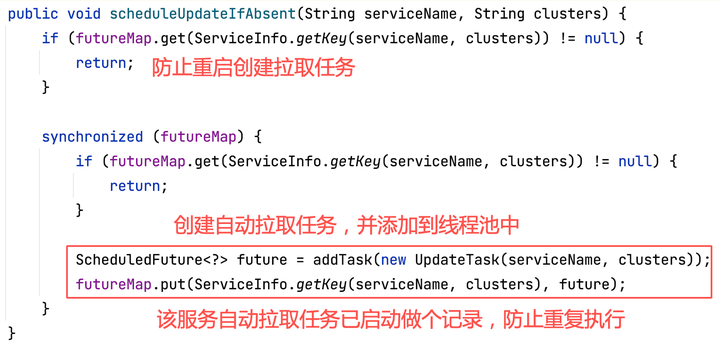 public void scheduleUpdateIfAbsent(String serviceName, String clusters) {
if (futureMap.get(ServiceInfo.getKey(serviceName, clusters)) != null) {
return;
防止重启创建拉取任务
}
synchronized (futureMap) {
if (futureMap.get(ServiceInfo.getKey(serviceName, clusters)) != null) {
return;
}
创建自动拉取任务，并添加到线程池中
ScheduledFuture<?> future = addTask(new UpdateTask(serviceName, clusters));
futureMap.put(ServiceInfo.getKey(serviceName, clusters), future);
}
该服务自动拉取任务已启动做个记录，防止重复执行
}